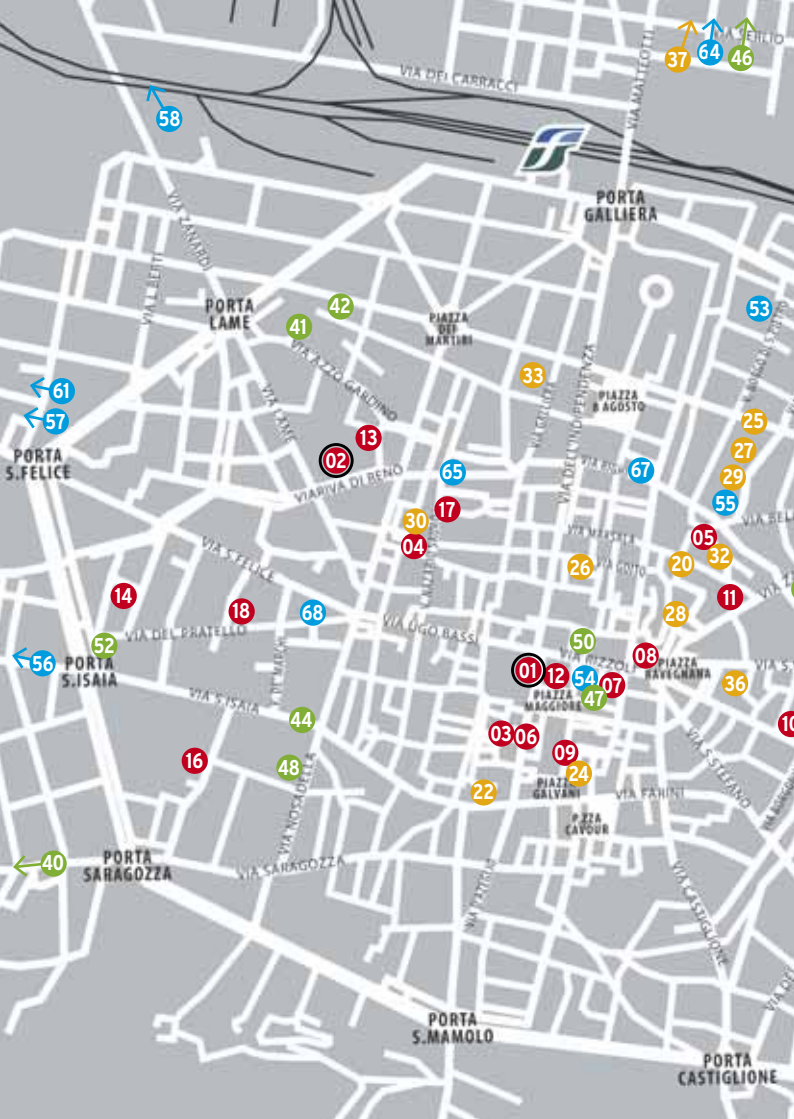 37
64
46
VIA SERLIO
VIA DEI CARRACCI
VIA MATTEOTTI
58
PORTA
GALLIERA
VIA ZANARDI
VIA L.BERTI
PORTA
LAME
42
41
53
PIAZZA
DEI
MARTIRI
VIA AZZO GARDINO
33
VIA GALLIERA
VIA DELL'INDIPENDENZA
PIAZZA
8 AGOSTO
61
57
VIA LAME
25
27
29
55
13
02
PORTA
S.FELICE
VIA RIVA DI RENO
65
67
17
30
04
VIA MARSALA
05
32
20
VIA GOITO
26
VIA S.FELICE
14
18
68
11
28
VIA UGO BASSI
VIA DEL PRATELLO
52
50
VIA RIZZOLI
08
56
PORTA
S.ISAIA
01
12
54
07
47
PIAZZA
MAGGIORE
PIAZZA
RAVEGNANA
36
VIA S.ISAIA
44
03
06
09
10
16
48
24
22
PIAZZA
GALVANI
VIA FARINI
VIA S.STEFANO
P.ZZA
CAVOUR
VIA NOSADELLA
40
PORTA
SARAGOZZA
VIA SARAGOZZA
VIA CASTIGLIONE
PORTA
S.MAMOLO
PORTA
CASTIGLIONE